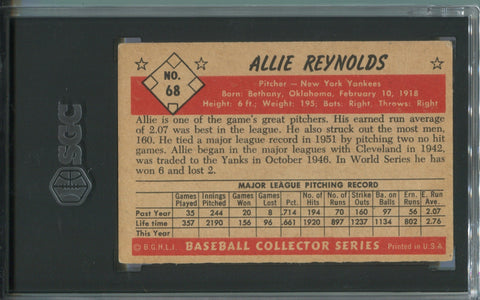 SGC
NO.
68
ALLIE REYNOLDS
Pitcher — New York Yankees
Born: Bethany, Oklahoma, February 10, 1918
Height: 6 ft.; Weight: 195; Bats: Right; Throws: Right
Allie is one of the game's great pitchers. His earned run average
of 2.07 was best in the league. He also struck out the most men,
160. He tied a major league record in 1951 by pitching two no hit
games. Allie began in the major leagues with Cleveland in 1942,
was traded to the Yanks in October 1946. In World Series he has
won 6 and lost 2.
MAJOR LEAGUE PITCHING RECORD
Games Played Innings Pitched Games Won Games Lost Pct. Hits Runs Strike Outs Ba. on Balls Ern. Runs E. Run Ave.
Past Year 35 244 20 8 .714 194 70 160 97 56 2.07
Life time 357 2190 156 96 .661 1920 897 1217 1134 802 2.76
This Year
© B.G.H.L.I. BASEBALL COLLECTOR SERIES Printed in U.S.A